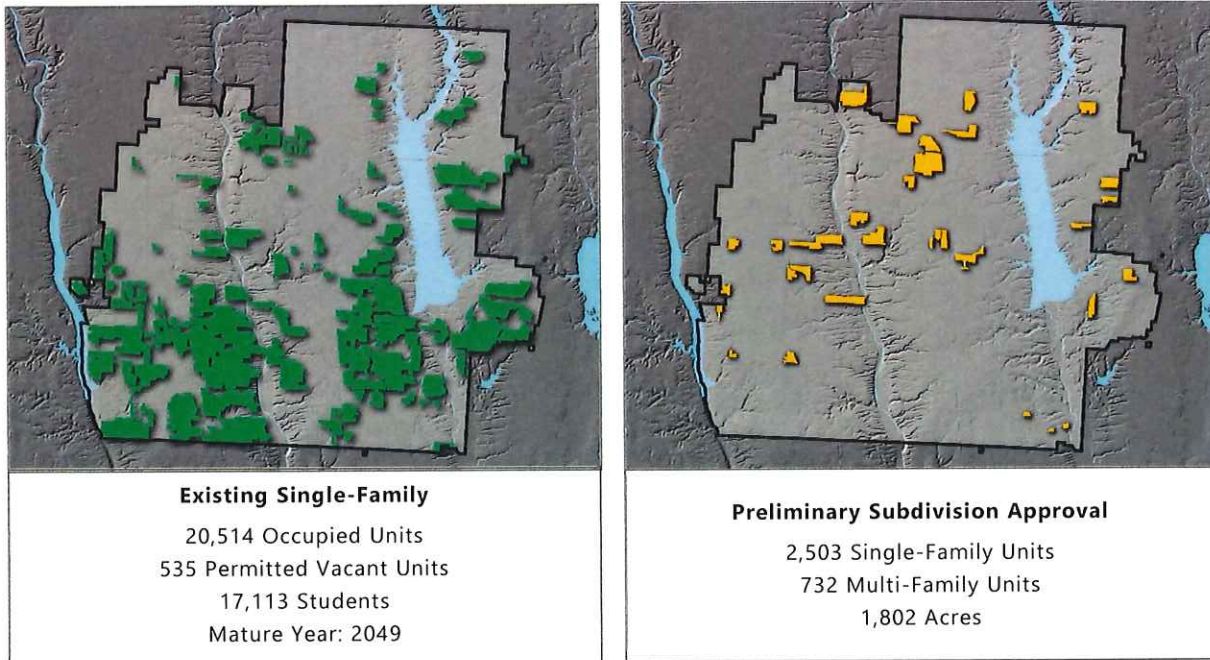 Existing Single-Family
20,514 Occupied Units
535 Permitted Vacant Units
17,113 Students
Mature Year: 2049
Preliminary Subdivision Approval
2,503 Single-Family Units
732 Multi-Family Units
1,802 Acres